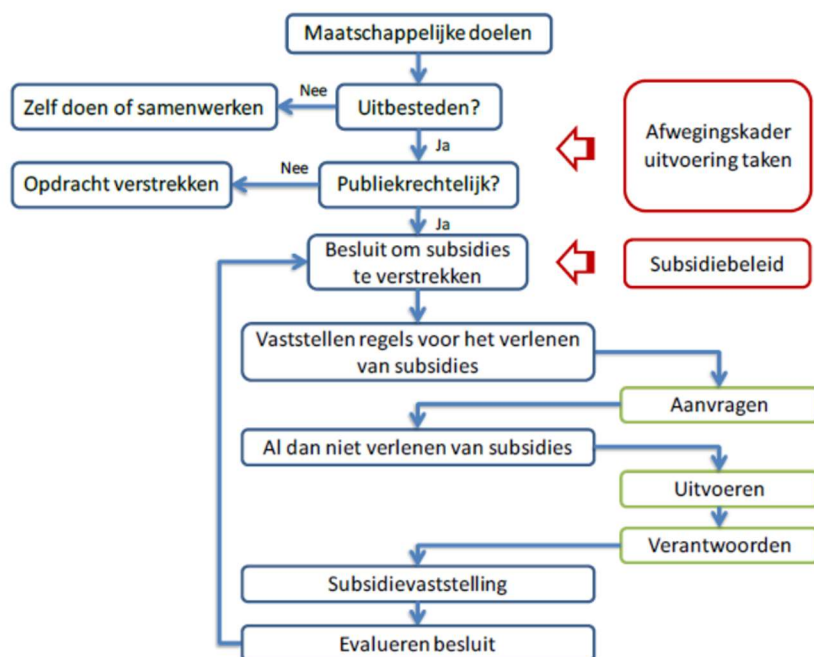 Maatschappelijke doelen
Zelf doen of samenwerken
Nee
Uitbesteden?
Ja
Afwegingskader
uitvoering taken
Opdracht verstrekken
Nee
Publiekrechtelijk?
Ja
Besluit om subsidies
te verstrekken
Subsidiebeleid
Vaststellen regels voor het verlenen
van subsidies
Aanvragen
Al dan niet verlenen van subsidies
Uitvoeren
Verantwoorden
Subsidievaststelling
Evalueren besluit